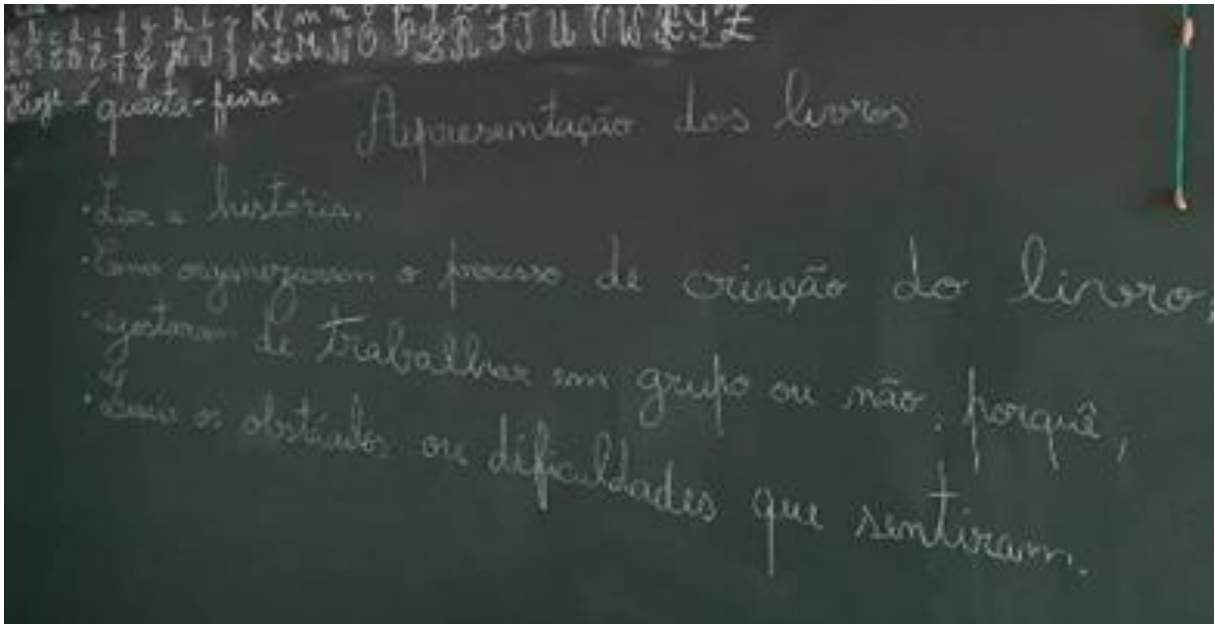 K L M N O P Q R S T U V W X Y Z
Hoje é quarta-feira
Apresentação dos livros
·Ler a história,
·Como organizaram o processo de criação do livro,
·gostaram de trabalhar em grupo ou não, porquê,
· os obstáculos ou dificuldades que sentiram.